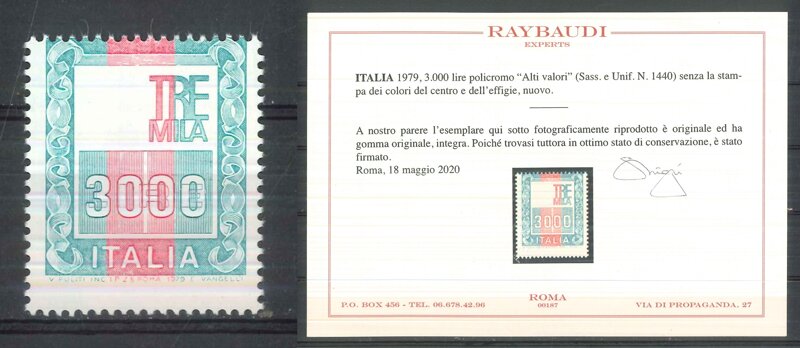 TRE
MILA
3000
ITALIA
V. PULITI INC. I.P.Z.S. ROMA 1979 E. VANGELLI
RAYBAUDI
EXPERTS
ITALIA 1979, 3.000 lire policromo “Alti valori” (Sass. e Unif. N. 1440) senza la stam-
pa dei colori del centro e dell’effigie, nuovo.
A nostro parere l’esemplare qui sotto fotograficamente riprodotto è originale ed ha
gomma originale, integra. Poiché trovasi tuttora in ottimo stato di conservazione, è stato
firmato.
Roma, 18 maggio 2020
TRE
MILA
3000
ITALIA
ROMA
00187
P.O. BOX 456 - TEL. 06.678.42.96
VIA DI PROPAGANDA, 27